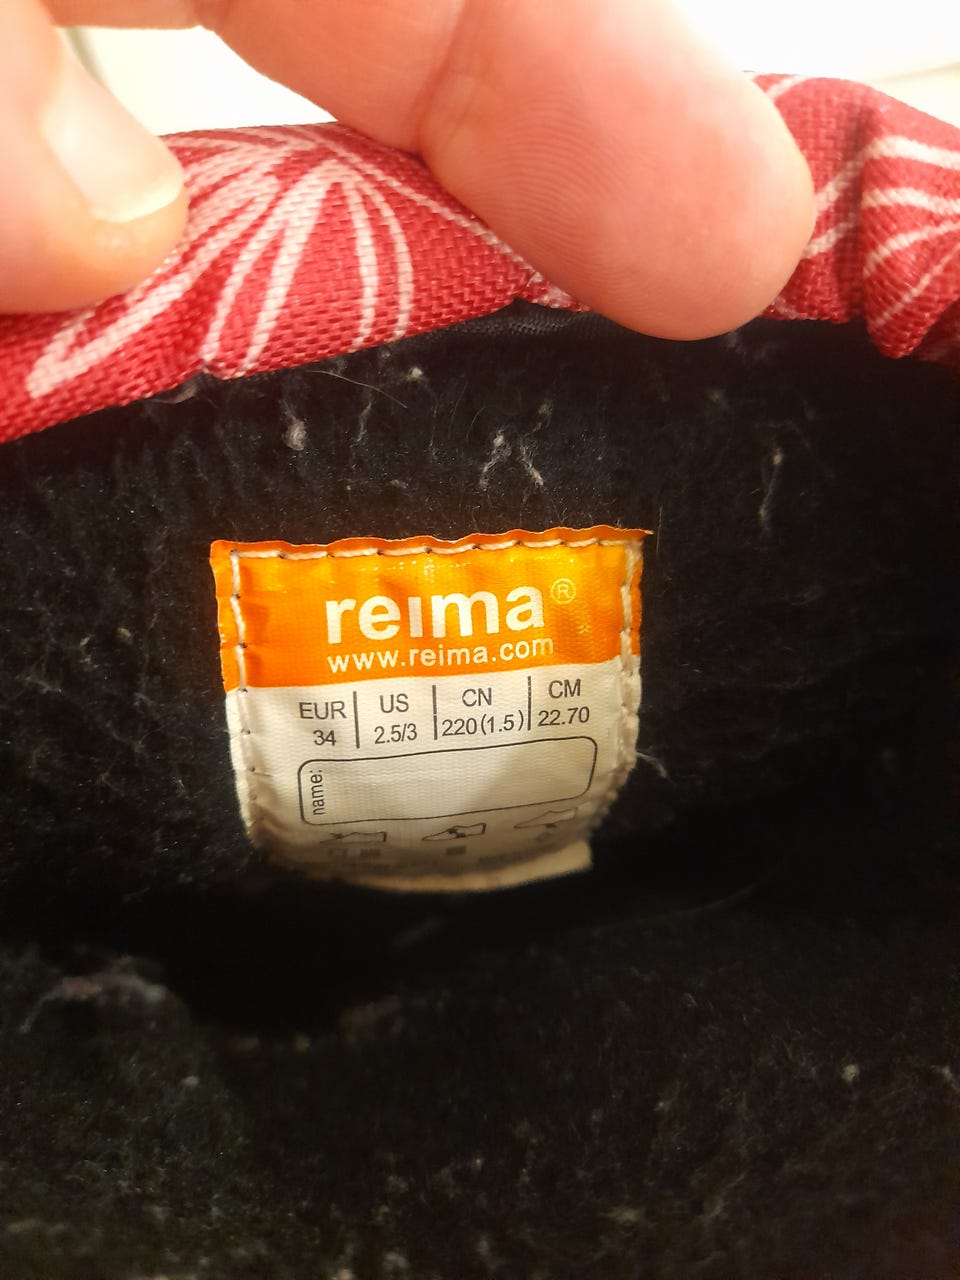 reima®
www.reima.com
EUR US CN CM
34 2.5/3 220(1.5) 22.70
name: